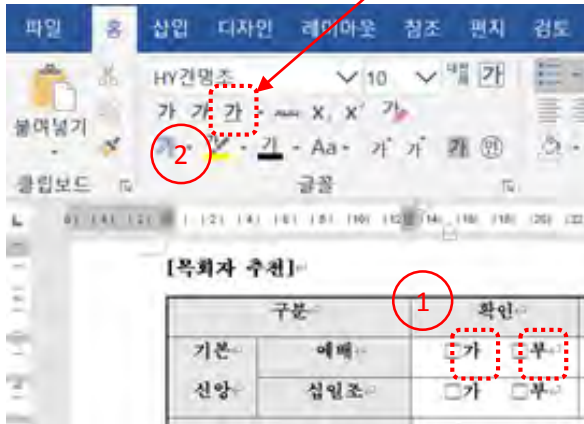 파일 홈 삽입 디자인 레이아웃 참조 편지 검토
HY견명조 10 가
가 가 가 X, X' 가
붙여넣기
② 가 Aa 가 가 가
클립보드 글꼴
[목회자 추천]
① 
구분 확인
기본 예배 □가 □부
신앙 십일조 □가 □부